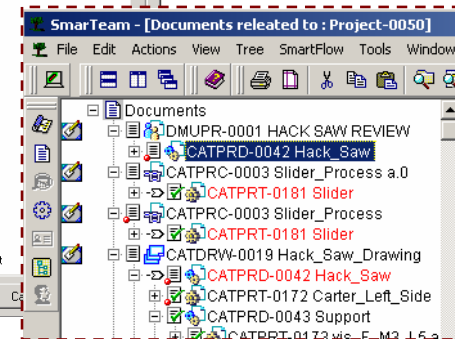 SmarTeam - [Documents releated to : Project-0050]
File Edit Actions View Tree SmartFlow Tools Window
Documents
DMUPR-0001 HACK SAW REVIEW
CATPRD-0042 Hack_Saw
CATPRC-0003 Slider_Process a.0
CATPRT-0181 Slider
CATPRC-0003 Slider_Process
CATPRT-0181 Slider
CATDRW-0019 Hack_Saw_Drawing
CATPRD-0042 Hack_Saw
CATPRT-0172 Carter_Left_Side
CATPRD-0043 Support